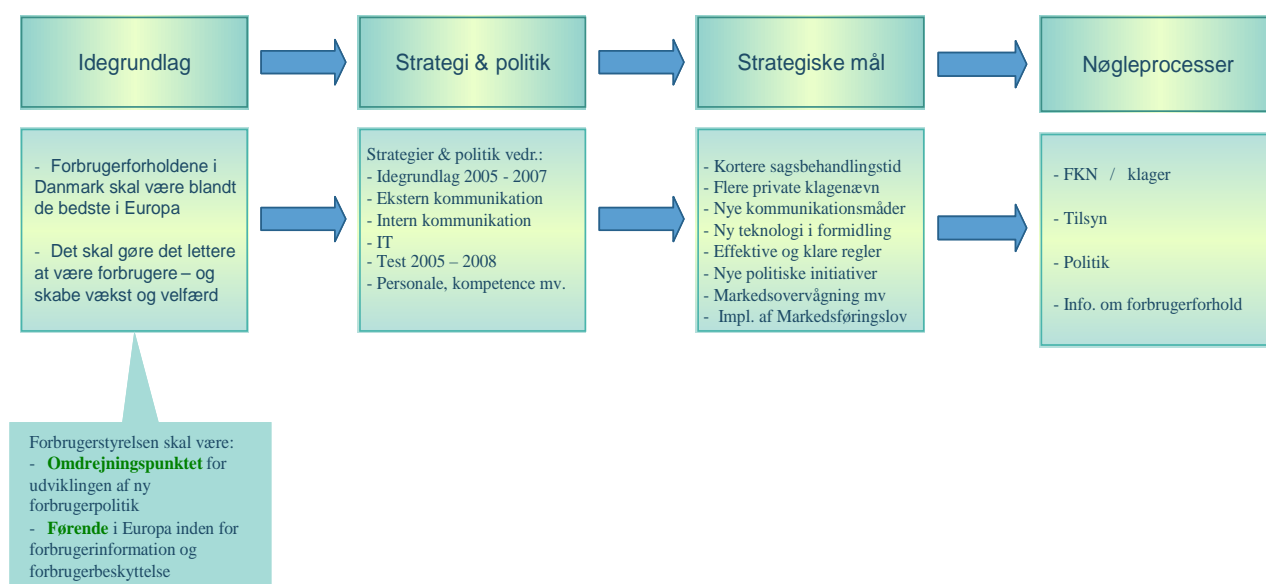 Idegrundlag
Strategi & politik
Strategiske mål
Nøgleprocesser
- Forbrugerforholdene i
Danmark skal være blandt
de bedste i Europa
- Det skal gøre det lettere
at være forbrugere – og
skabe vækst og velfærd
Strategier & politik vedr.:
- Idegrundlag 2005 - 2007
- Ekstern kommunikation
- Intern kommunikation
- IT
- Test 2005 – 2008
- Personale, kompetence mv.
- Kortere sagsbehandlingstid
- Flere private klagenævn
- Nye kommunikationsmåder
- Ny teknologi i formidling
- Effektive og klare regler
- Nye politiske initiativer
- Markedsovervågning mv
- Impl. af Markedsføringslov
- FKN / klager
- Tilsyn
- Politik
- Info. om forbrugerforhold
Forbrugerstyrelsen skal være:
- Omdrejningspunktet for
udviklingen af ny
forbrugerpolitik
- Førende i Europa inden for
forbrugerinformation og
forbrugerbeskyttelse